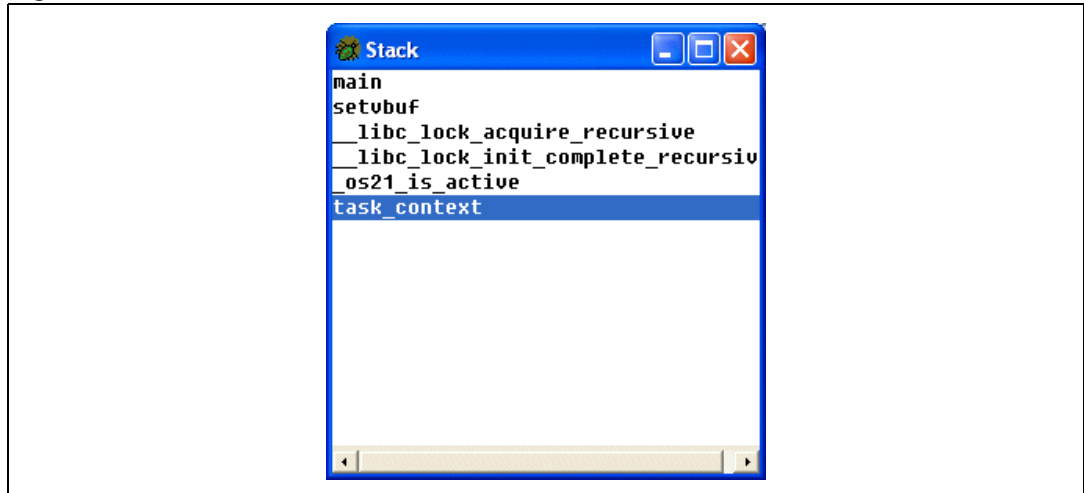 Stack
main
setvbuf
__libc_lock_acquire_recursive
__libc_lock_init_complete_recursiv
_os21_is_active
task_context